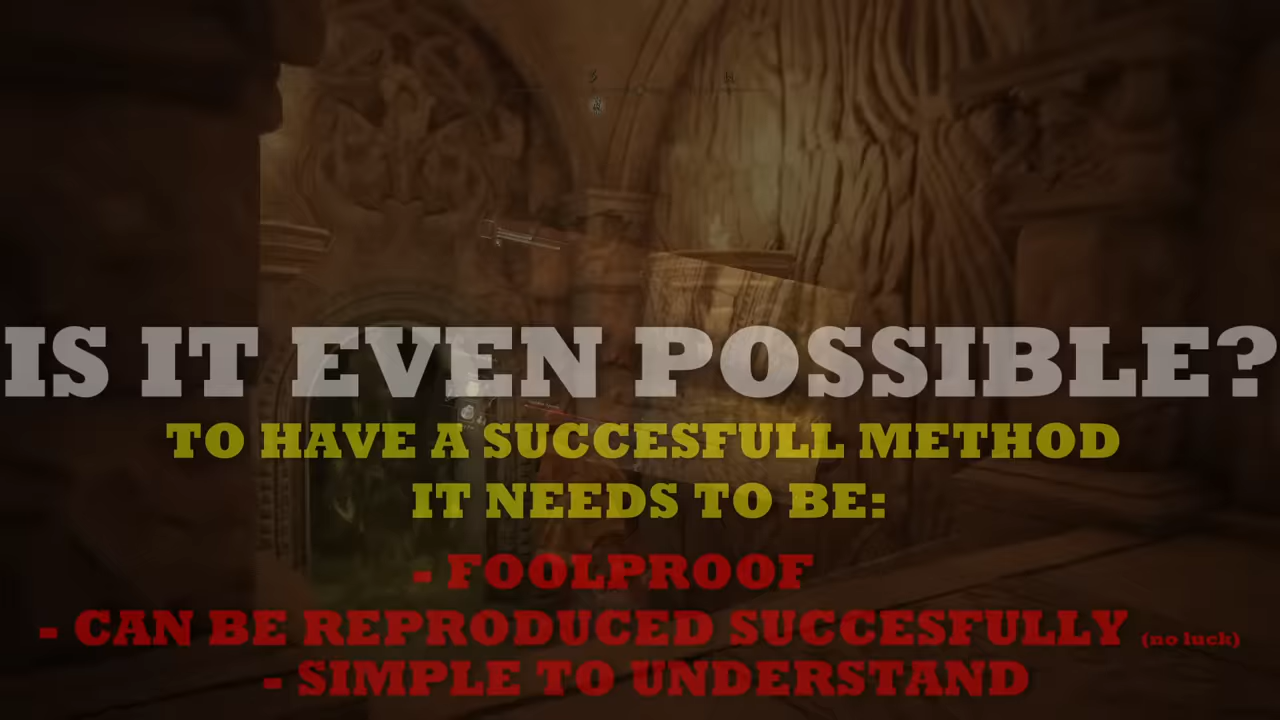 IS IT EVEN POSSIBLE?
TO HAVE A SUCCESFULL METHOD
IT NEEDS TO BE:
- FOOLPROOF
- CAN BE REPRODUCED SUCCESFULLY (no luck)
- SIMPLE TO UNDERSTAND